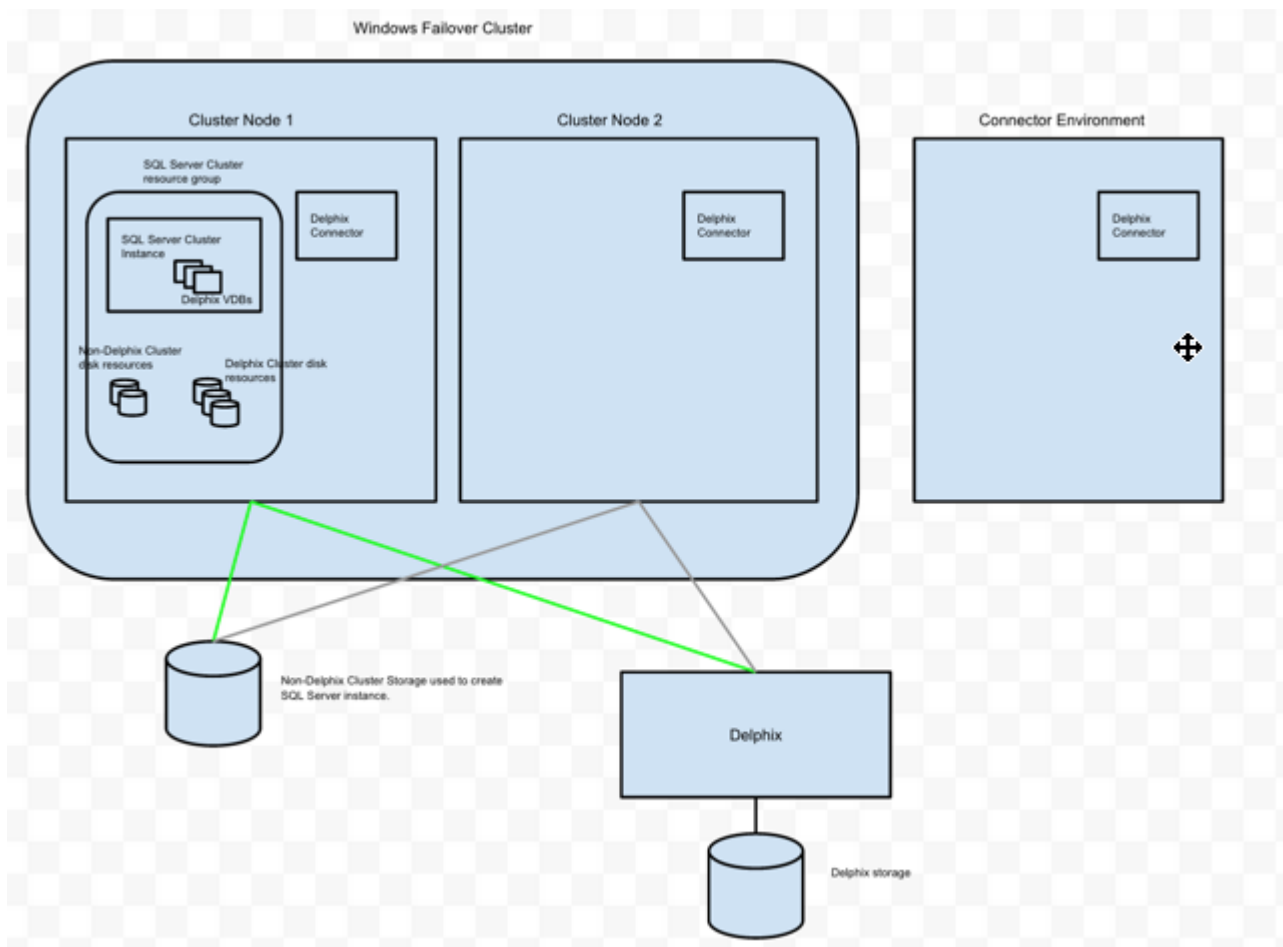 Windows Failover Cluster
Cluster Node 1
Cluster Node 2
Connector Environment
SQL Server Cluster
resource group
SQL Server Cluster
Instance
Delphix VDBs
Delphix
Connector
Delphix
Connector
Delphix
Connector
Non-Delphix Cluster
disk resources
Delphix Cluster disk
resources
Non-Delphix Cluster Storage used to create
SQL Server instance.
Delphix
Delphix storage